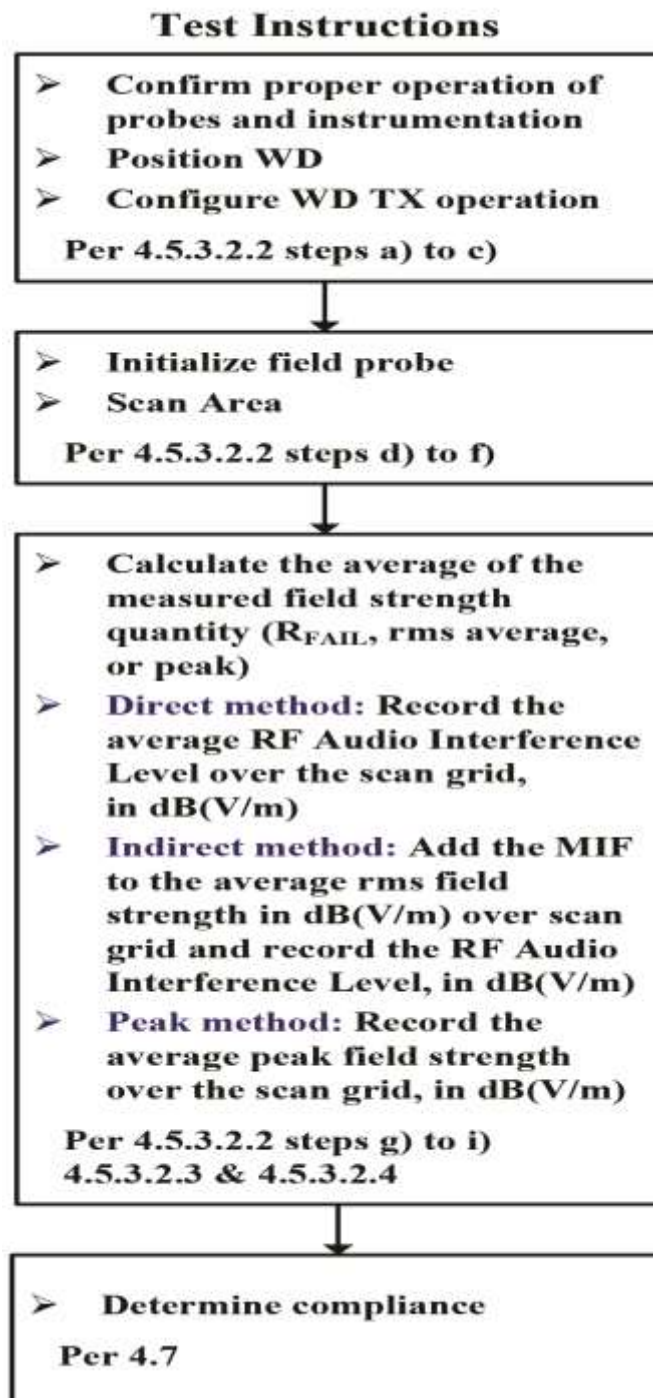 Test Instructions
➢ Confirm proper operation of
probes and instrumentation
➢ Position WD
➢ Configure WD TX operation
Per 4.5.3.2.2 steps a) to c)
➢ Initialize field probe
➢ Scan Area
Per 4.5.3.2.2 steps d) to f)
➢ Calculate the average of the
measured field strength
quantity (RFAIL, rms average,
or peak)
➢ Direct method: Record the
average RF Audio Interference
Level over the scan grid,
in dB(V/m)
➢ Indirect method: Add the MIF
to the average rms field
strength in dB(V/m) over scan
grid and record the RF Audio
Interference Level, in dB(V/m)
➢ Peak method: Record the
average peak field strength
over the scan grid, in dB(V/m)
Per 4.5.3.2.2 steps g) to i)
4.5.3.2.3 & 4.5.3.2.4
➢ Determine compliance
Per 4.7